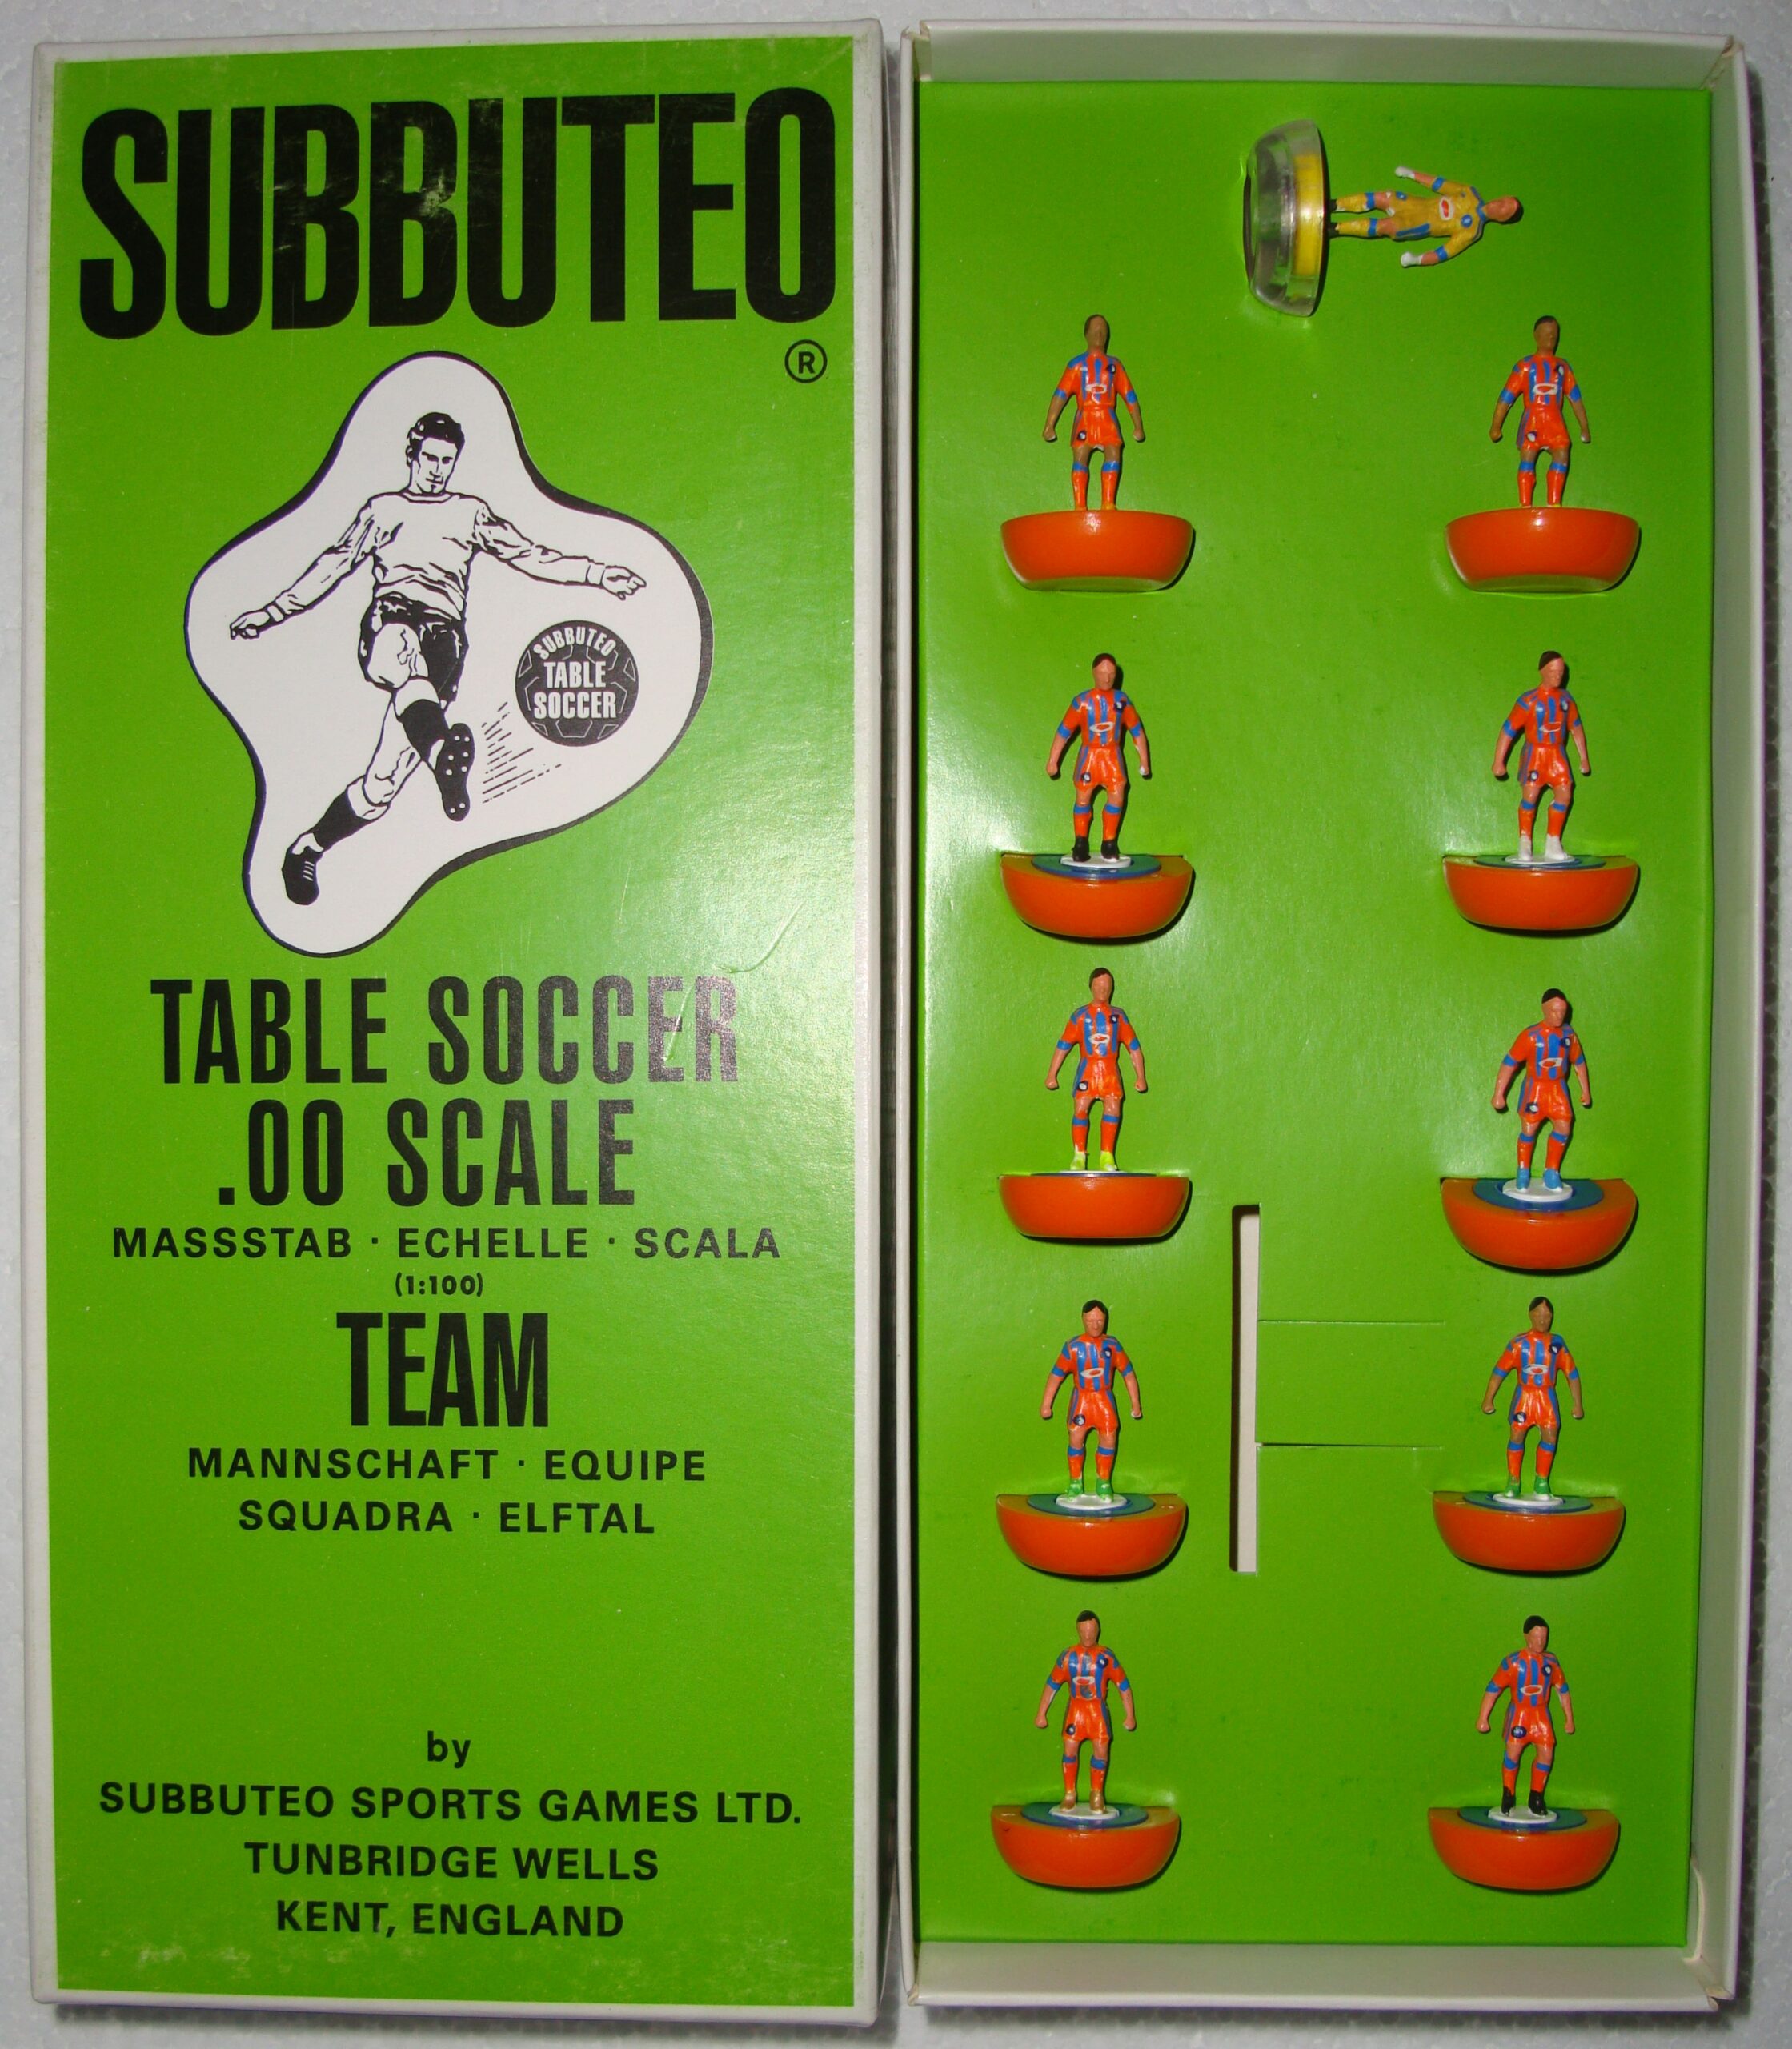 SUBBUTEO
®
SUBBUTEO
TABLE
SOCCER
TABLE SOCCER
.00 SCALE
MASSSTAB · ECHELLE · SCALA
(1:100)
TEAM
MANNSCHAFT · EQUIPE
SQUADRA · ELFTAL
by
SUBBUTEO SPORTS GAMES LTD.
TUNBRIDGE WELLS
KENT, ENGLAND